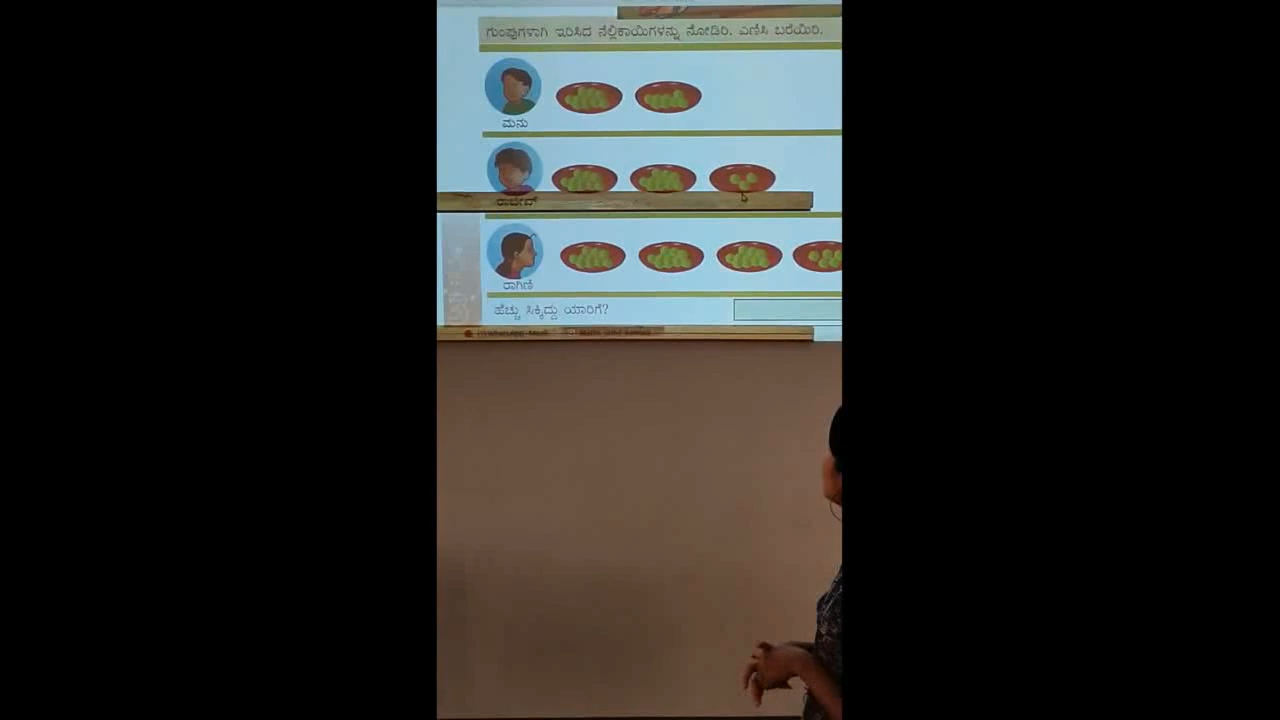 ಗುಂಪುಗಳಾಗಿ ಇರಿಸಿದ ನೆಲ್ಲಿಕಾಯಿಗಳನ್ನು ನೋಡಿರಿ. ಎಣಿಸಿ ಬರೆಯಿರಿ.
ಮನು
ರಾಗಿಣಿ
ಹೆಚ್ಚು ಸಿಕ್ಕಿದ್ದು ಯಾರಿಗೆ?